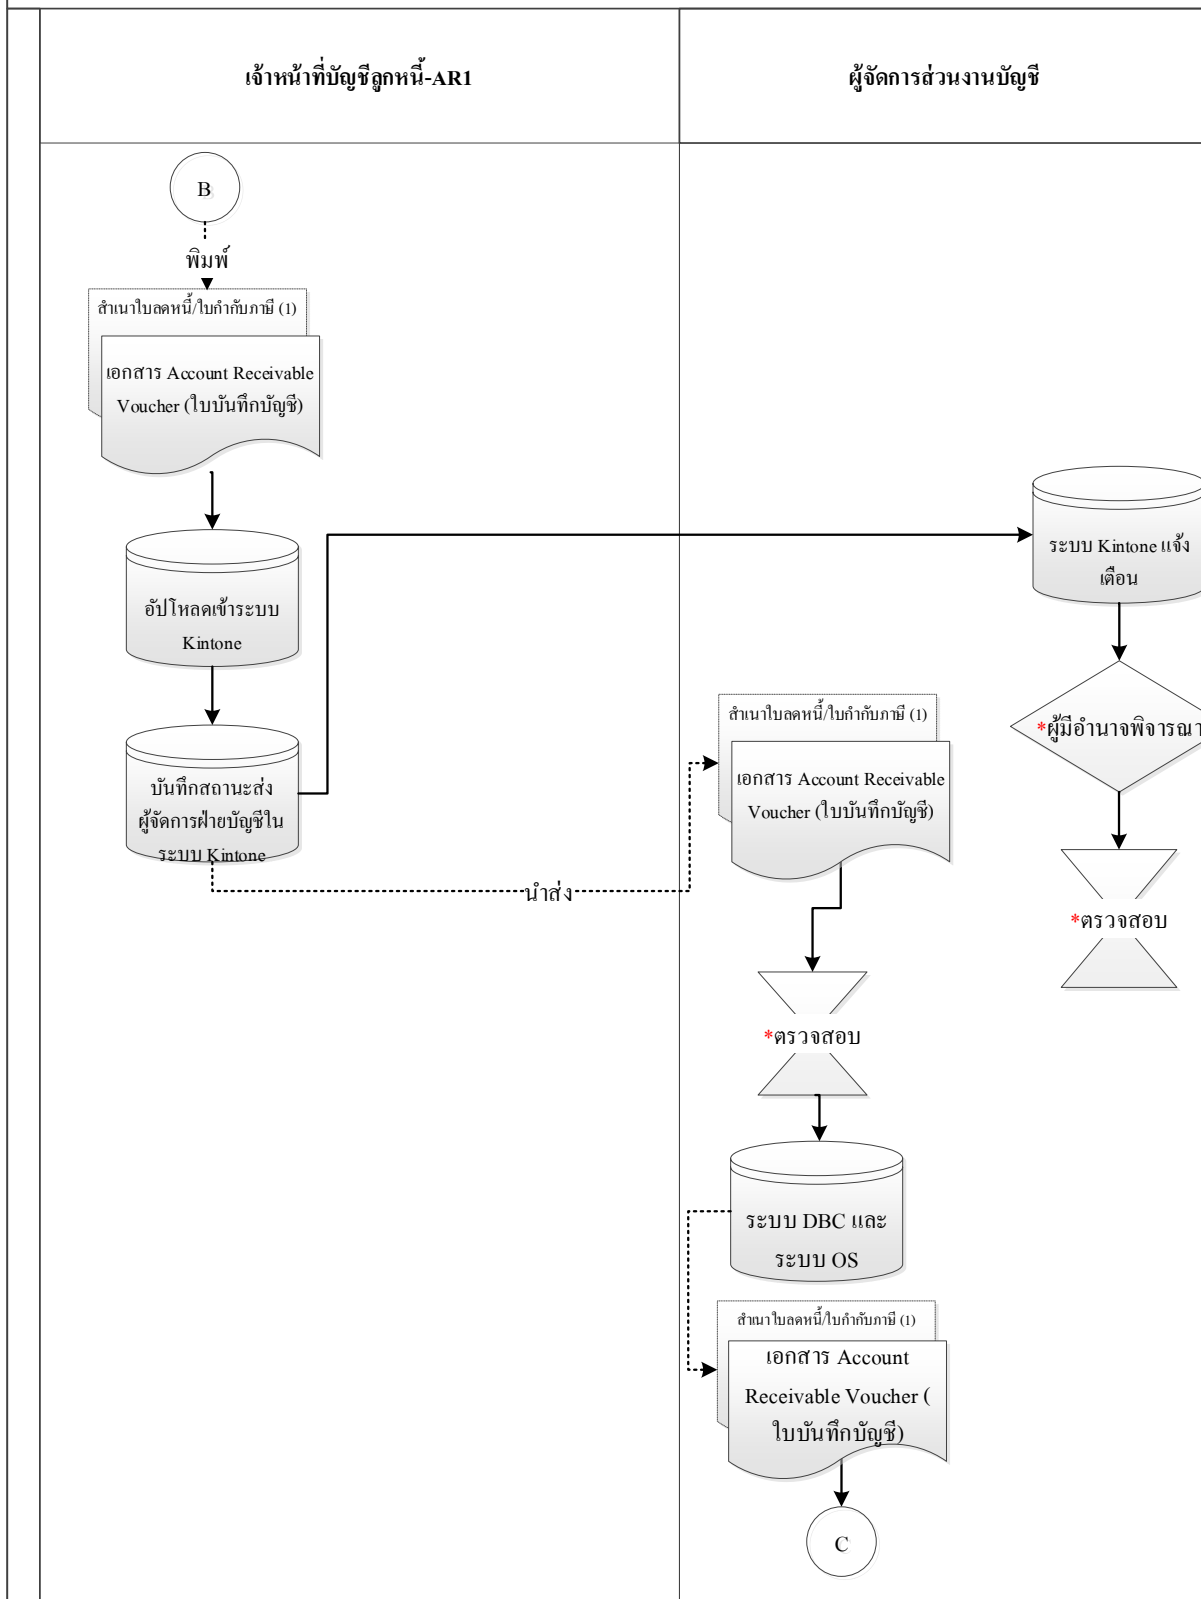 เจ้าหน้าที่บัญชีลูกหนี้-AR1
ผู้จัดการส่วนงานบัญชี
B
พิมพ์
สำเนาใบลดหนี้/ใบกำกับภาษี (1)
เอกสาร Account Receivable
Voucher (ใบบันทึกบัญชี)
อัปโหลดเข้าระบบ
Kintone
บันทึกสถานะส่ง
ผู้จัดการฝ่ายบัญชีใน
ระบบ Kintone
นำส่ง
ระบบ Kintone แจ้ง
เตือน
*ผู้มีอำนาจพิจารณา
*ตรวจสอบ
สำเนาใบลดหนี้/ใบกำกับภาษี (1)
เอกสาร Account Receivable
Voucher (ใบบันทึกบัญชี)
*ตรวจสอบ
ระบบ DBC และ
ระบบ OS
สำเนาใบลดหนี้/ใบกำกับภาษี (1)
เอกสาร Account
Receivable Voucher (
ใบบันทึกบัญชี)
C